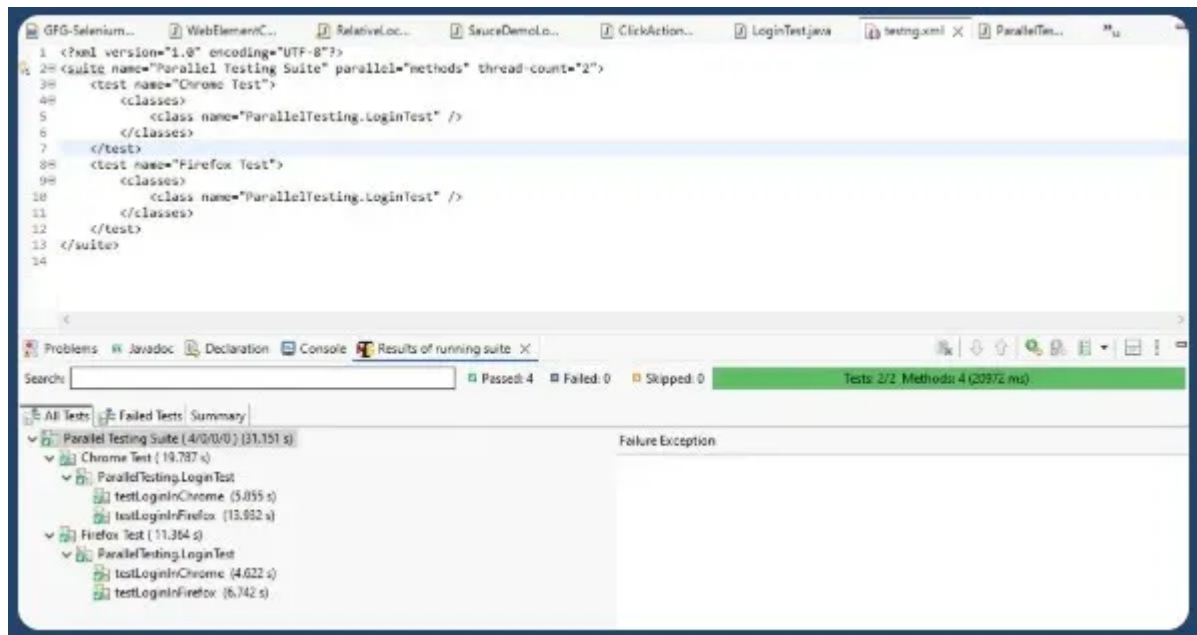 GFG-Selenium... WebElementC... RelativeLoc... SauceDemoLo... ClickAction... LoginTest.java testng.xml ParallelTes...
1 <?xml version="1.0" encoding="UTF-8"?>
2 <suite name="Parallel Testing Suite" parallel="methods" thread-count="2">
3 <test name="Chrome Test">
4 <classes>
5 <class name="ParallelTesting.LoginTest" />
6 </classes>
7 </test>
8 <test name="Firefox Test">
9 <classes>
10 <class name="ParallelTesting.LoginTest" />
11 </classes>
12 </test>
13 </suite>
14
Problems Javadoc Declaration Console Results of running suite
Search: Passed: 4 Failed: 0 Skipped: 0 Tests: 2/2 Methods: 4 (20972 ms)
All Tests Failed Tests Summary
Parallel Testing Suite ( 4/0/0/0 ) (31.151 s) Failure Exception
Chrome Test ( 19.787 s)
ParallelTesting.LoginTest
testLoginInChrome (5.855 s)
testLoginInFirefox (13.932 s)
Firefox Test ( 11.364 s)
ParallelTesting.LoginTest
testLoginInChrome (4.622 s)
testLoginInFirefox (6.742 s)